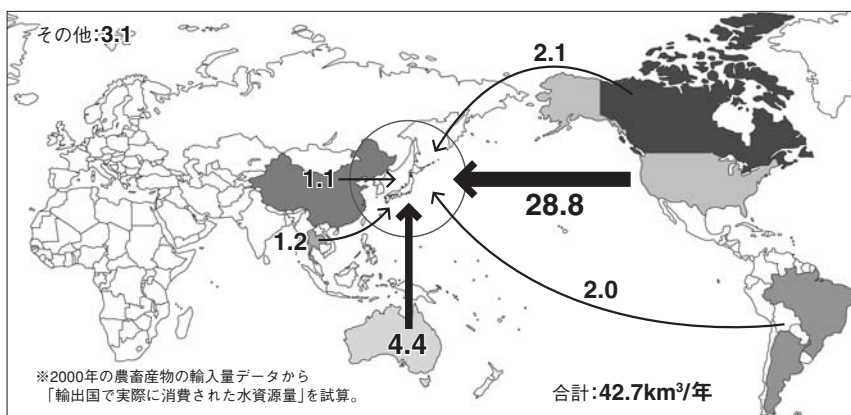 その他:3.1
2.1
1.1
28.8
1.2
2.0
4.4
※2000年の農畜産物の輸入量データから
「輸出国で実際に消費された水資源量」を試算。
合計:42.7km³/年